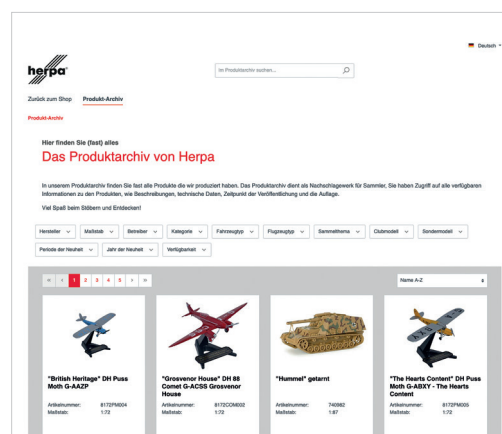 Deutsch
herpa
Im Produktarchiv suchen...
Zurück zum Shop Produkt-Archiv
Produkt-Archiv
Hier finden Sie (fast) alles
Das Produktarchiv von Herpa
In unserem Produktarchiv finden Sie fast alle Produkte die wir produziert haben. Das Produktarchiv dient als Nachschlagewerk für Sammler. Sie haben Zugriff auf alle verfügbaren
Informationen zu den Produkten, wie Beschreibungen, technische Daten, Zeitpunkt der Veröffentlichung und die Auflage.
Viel Spaß beim Stöbern und Entdecken!
Hersteller Maßstab Betreiber Kategorie Fahrzeugtyp Flugzeugtyp Sammelthema Clubmodell Sondermodell
Periode der Neuheit Jahr der Neuheit Verfügbarkeit
« ‹ 1 2 3 4 5 › » Name A-Z
"British Heritage" DH Puss
Moth G-AAZP
Artikelnummer: 8172PM004
Maßstab: 1:72
"Grosvenor House" DH 88
Comet G-ACSS Grosvenor
House
Artikelnummer: 8172COM002
Maßstab: 1:72
"Hummel" getarnt
Artikelnummer: 740982
Maßstab: 1:87
"The Hearts Content" DH Puss
Moth G-ABXY - The Hearts
Content
Artikelnummer: 8172PM005
Maßstab: 1:72